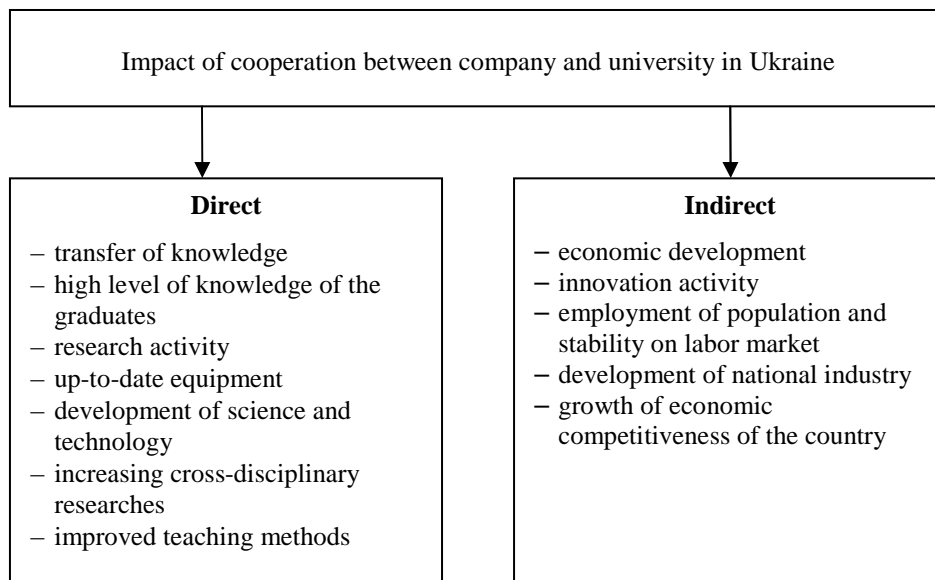 Impact of cooperation between company and university in Ukraine
Direct
– transfer of knowledge
– high level of knowledge of the
graduates
– research activity
– up-to-date equipment
– development of science and
technology
– increasing cross-disciplinary
researches
– improved teaching methods
Indirect
– economic development
– innovation activity
– employment of population and
stability on labor market
– development of national industry
– growth of economic
competitiveness of the country